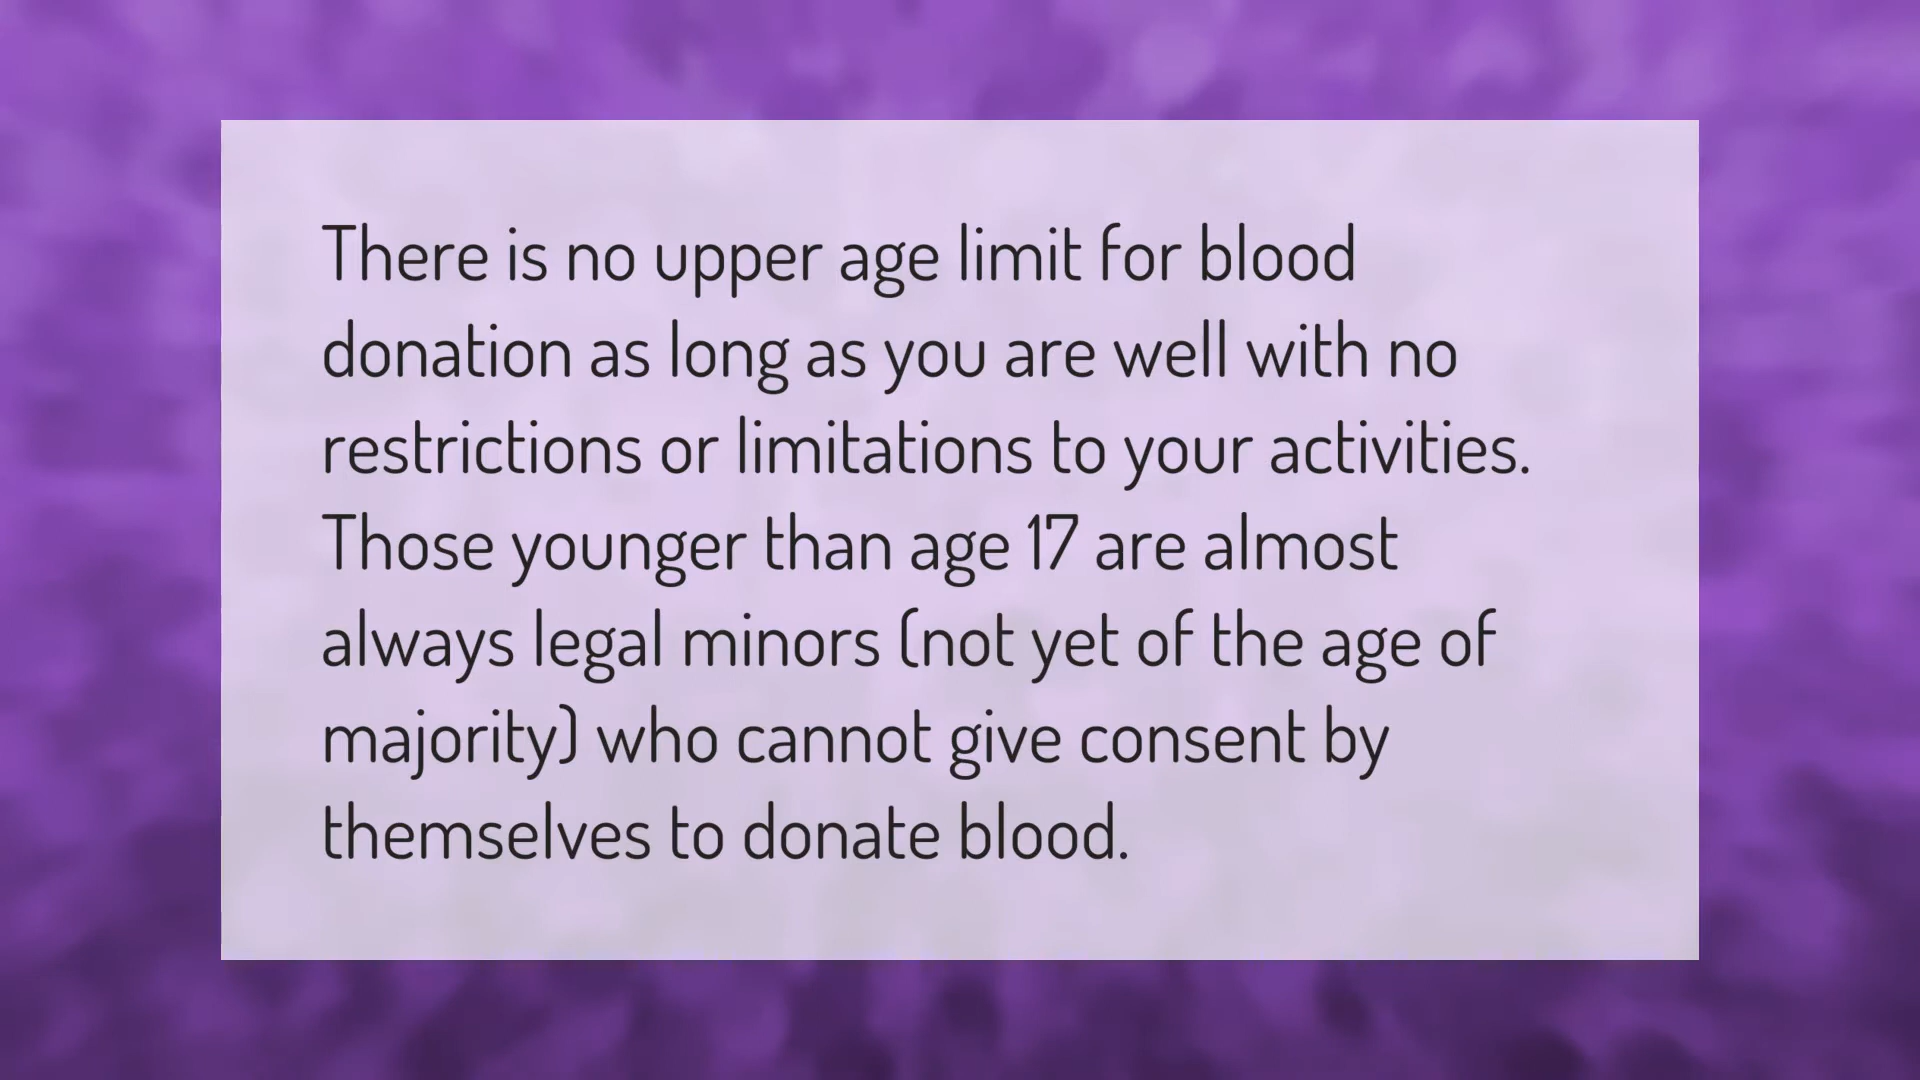 There is no upper age limit for blood
donation as long as you are well with no
restrictions or limitations to your activities.
Those younger than age 17 are almost
always legal minors (not yet of the age of
majority) who cannot give consent by
themselves to donate blood.